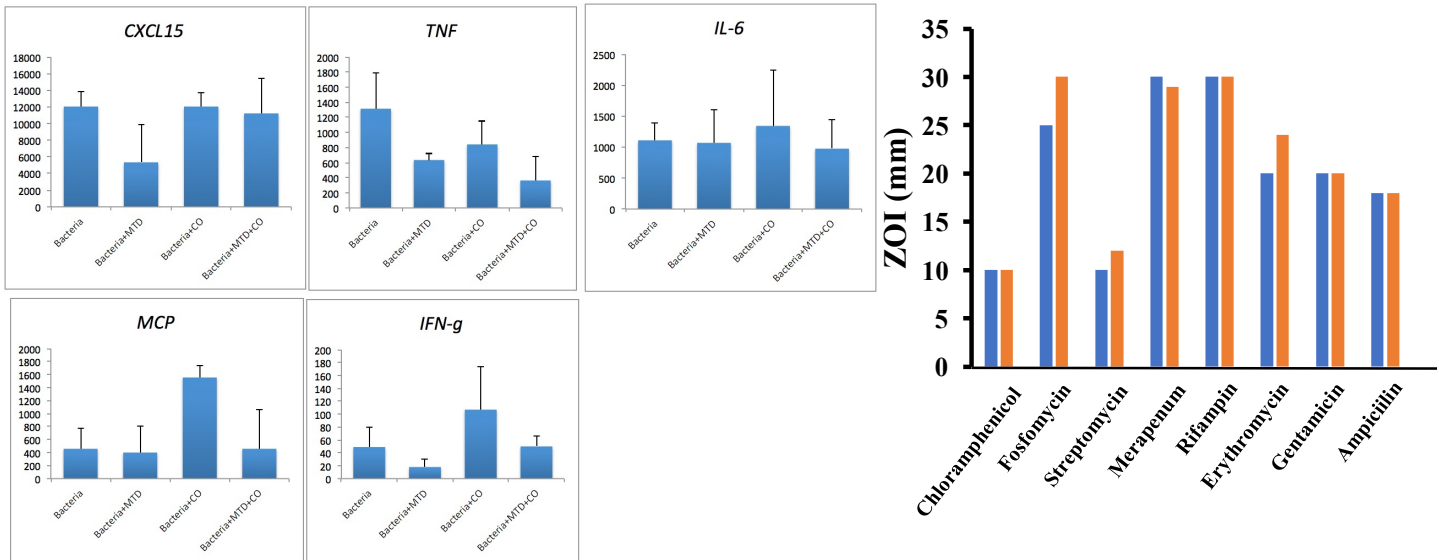 CXCL15
18000
16000
14000
12000
10000
8000
6000
4000
2000
0
Bacteria
Bacteria+MTD
Bacteria+CO
Bacteria+MTD+CO
TNF
2000
1800
1600
1400
1200
1000
800
600
400
200
0
Bacteria
Bacteria+MTD
Bacteria+CO
Bacteria+MTD+CO
IL-6
2500
2000
1500
1000
500
0
Bacteria
Bacteria+MTD
Bacteria+CO
Bacteria+MTD+CO
MCP
2000
1800
1600
1400
1200
1000
800
600
400
200
0
Bacteria
Bacteria+MTD
Bacteria+CO
Bacteria+MTD+CO
IFN-g
200
180
160
140
120
100
80
60
40
20
0
Bacteria
Bacteria+MTD
Bacteria+CO
Bacteria+MTD+CO
ZOI (mm)
35
30
25
20
15
10
5
0
Chloramphenicol
Fosfomycin
Streptomycin
Merapenum
Rifampin
Erythromycin
Gentamicin
Ampicillin